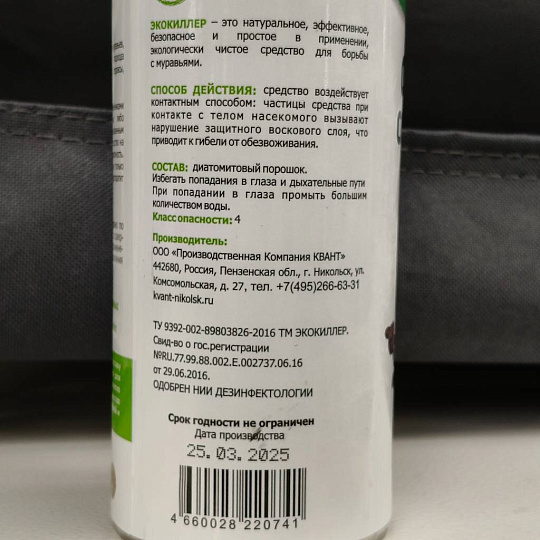 ЭКОКИЛЛЕР – это натуральное, эффективное,
безопасное и простое в применении,
экологически чистое средство для борьбы
с муравьями.
СПОСОБ ДЕЙСТВИЯ: средство воздействует
контактным способом: частицы средства при
контакте с телом насекомого вызывают
нарушение защитного воскового слоя, что
приводит к гибели от обезвоживания.
СОСТАВ: диатомитовый порошок.
Избегать попадания в глаза и дыхательные пути
При попадании в глаза промыть большим
количеством воды.
Класс опасности: 4
Производитель:
ООО «Производственная Компания КВАНТ»
442680, Россия, Пензенская обл., г. Никольск, ул.
Комсомольская, д. 27, тел. +7(495)266-63-31
kvant-nikolsk.ru
ТУ 9392-002-89803826-2016 ТМ ЭКОКИЛЛЕР.
Свид-во о гос.регистрации
№RU.77.99.88.002.Е.002737.06.16
от 29.06.2016.
ОДОБРЕН НИИ ДЕЗИНФЕКТОЛОГИИ
Срок годности не ограничен
Дата производства
25.03.2025
4 660028 220741